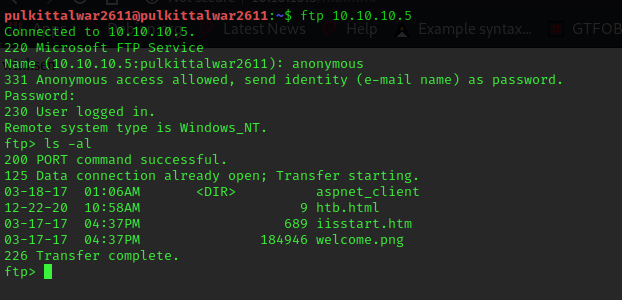 pulkittalwar2611@pulkittalwar2611:~$ ftp 10.10.10.5
Connected to 10.10.10.5.
220 Microsoft FTP Service
Name (10.10.10.5:pulkittalwar2611): anonymous
331 Anonymous access allowed, send identity (e-mail name) as password.
Password:
230 User logged in.
Remote system type is Windows_NT.
ftp> ls -al
200 PORT command successful.
125 Data connection already open; Transfer starting.
03-18-17  01:06AM       <DIR>          aspnet_client
12-22-20  10:58AM                    9 htb.html
03-17-17  04:37PM                  689 iisstart.htm
03-17-17  04:37PM               184946 welcome.png
226 Transfer complete.
ftp>
Latest News
Example syntax...
GTFOB